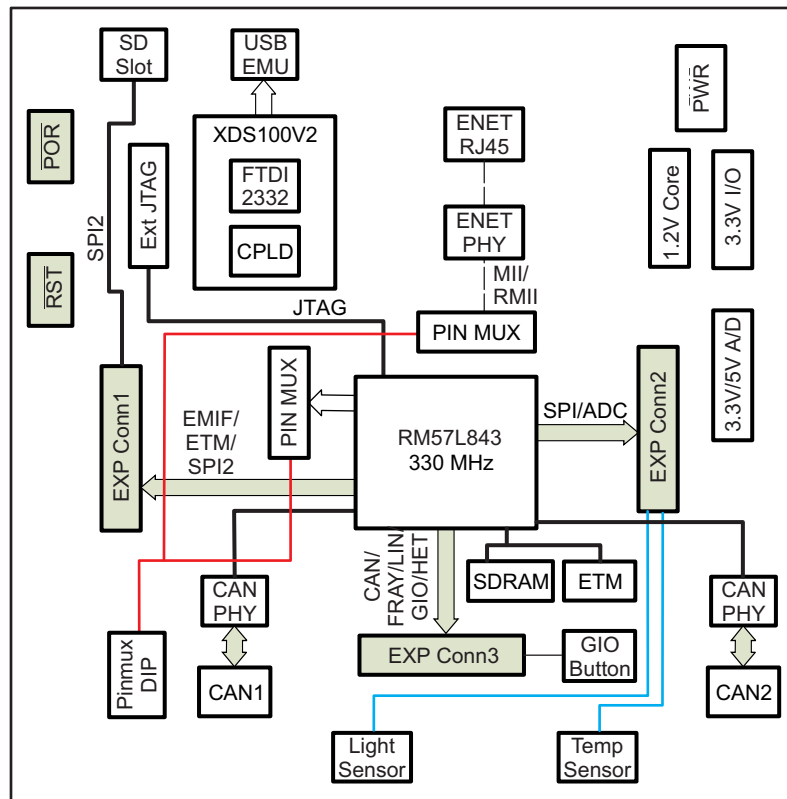 SD
Slot
USB
EMU
PWR
XDS100V2
ENET
RJ45
POR
FTDI
2332
Ext JTAG
1.2V Core
3.3V I/O
SPI2
ENET
PHY
CPLD
RST
MII/
RMII
JTAG
PIN MUX
3.3V/5V A/D
PIN MUX
EXP Conn2
SPI/ADC
RM57L843
330 MHz
EXP Conn1
EMIF/
ETM/
SPI2
CAN/
FRAY/LIN/
GIO/HET
SDRAM
ETM
CAN
PHY
CAN
PHY
Pinmux
DIP
EXP Conn3
GIO
Button
CAN1
CAN2
Light
Sensor
Temp
Sensor